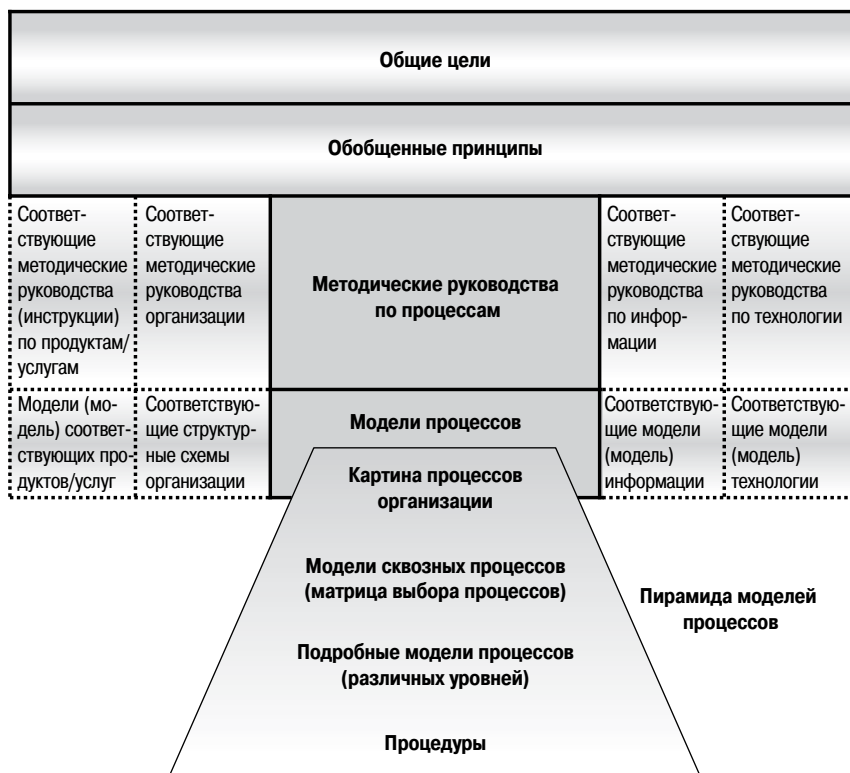 Общие цели
Обобщенные принципы
Соответ-
ствующие
методические
руководства
(инструкции)
по продуктам/
услугам
Соответ-
ствующие
методические
руководства
организации
Методические руководства
по процессам
Соответ-
ствующие
методические
руководства
по инфор-
мации
Соответ-
ствующие
методические
руководства
по технологии
Модели (мо-
дель) соответ-
ствующих про-
дуктов/услуг
Соответствую-
щие структур-
ные схемы
организации
Модели процессов
Соответствую-
щие модели
(модель)
информации
Соответствую-
щие модели
(модель)
технологии
Картина процессов
организации
Модели сквозных процессов
(матрица выбора процессов)
Пирамида моделей
процессов
Подробные модели процессов
(различных уровней)
Процедуры